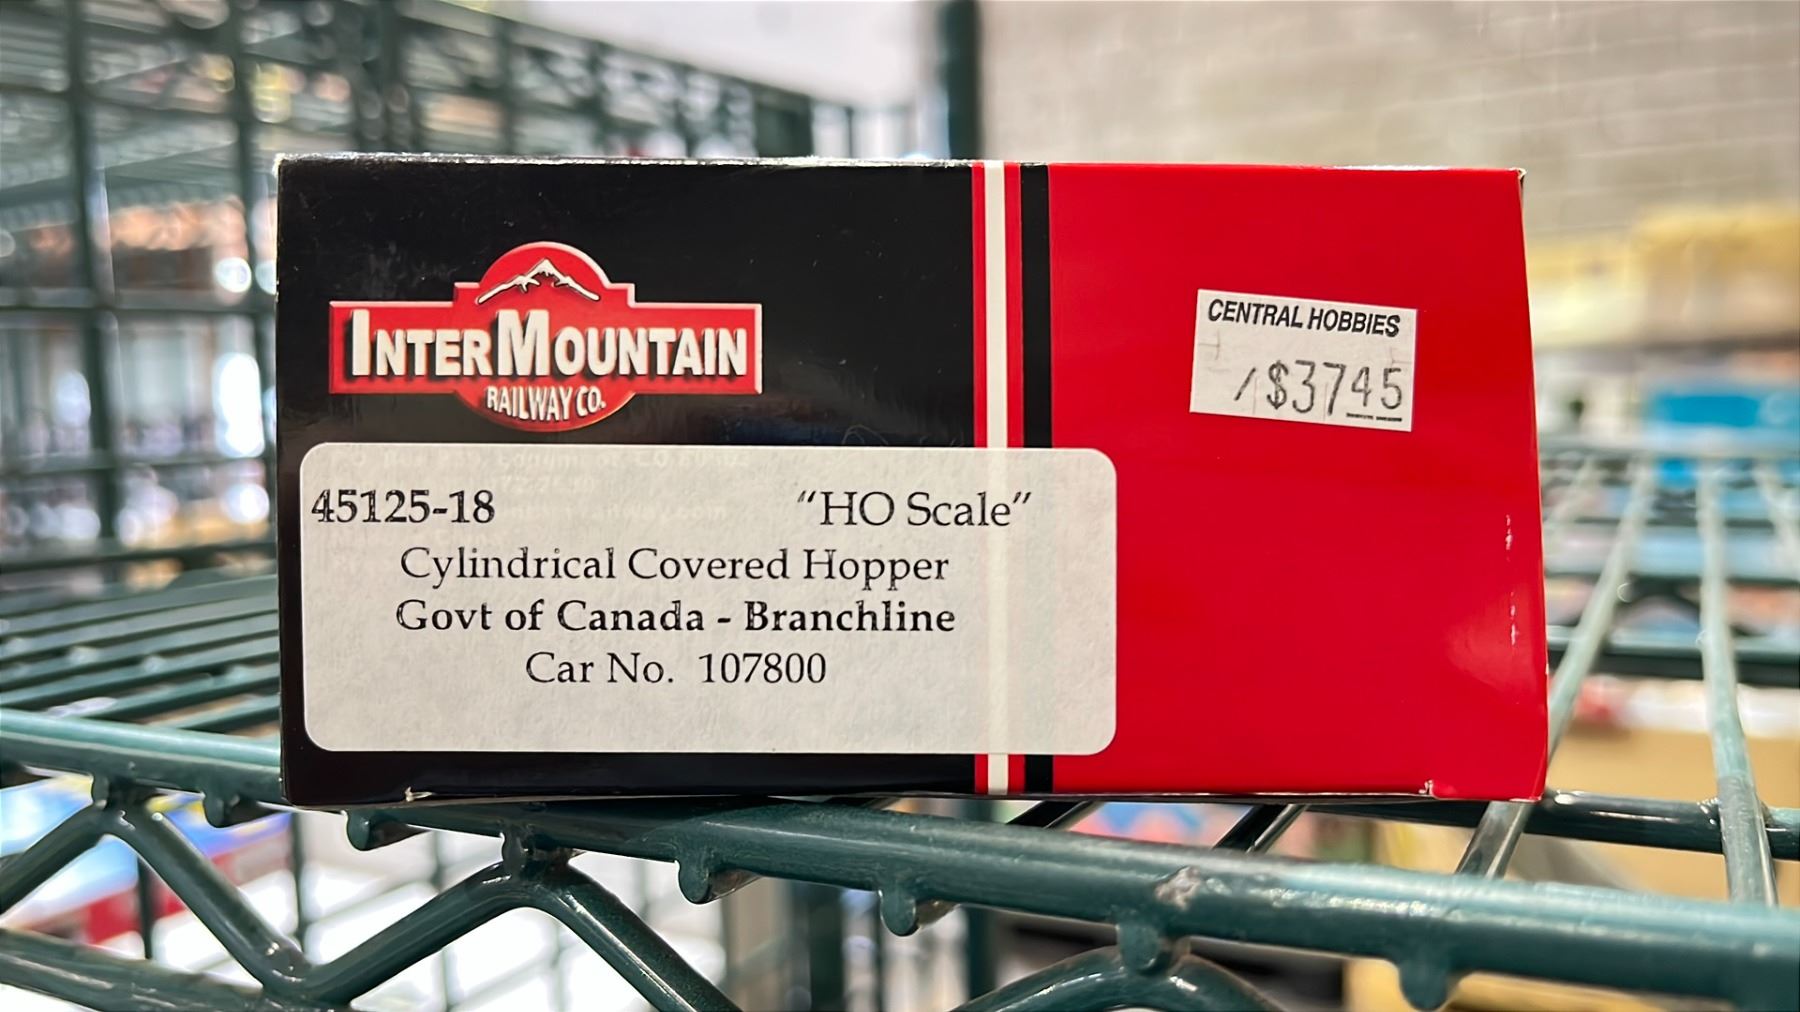 INTERMOUNTAIN
RAILWAY CO.
CENTRAL HOBBIES
/$3745
45125-18 "HO Scale"
Cylindrical Covered Hopper
Govt of Canada - Branchline
Car No. 107800